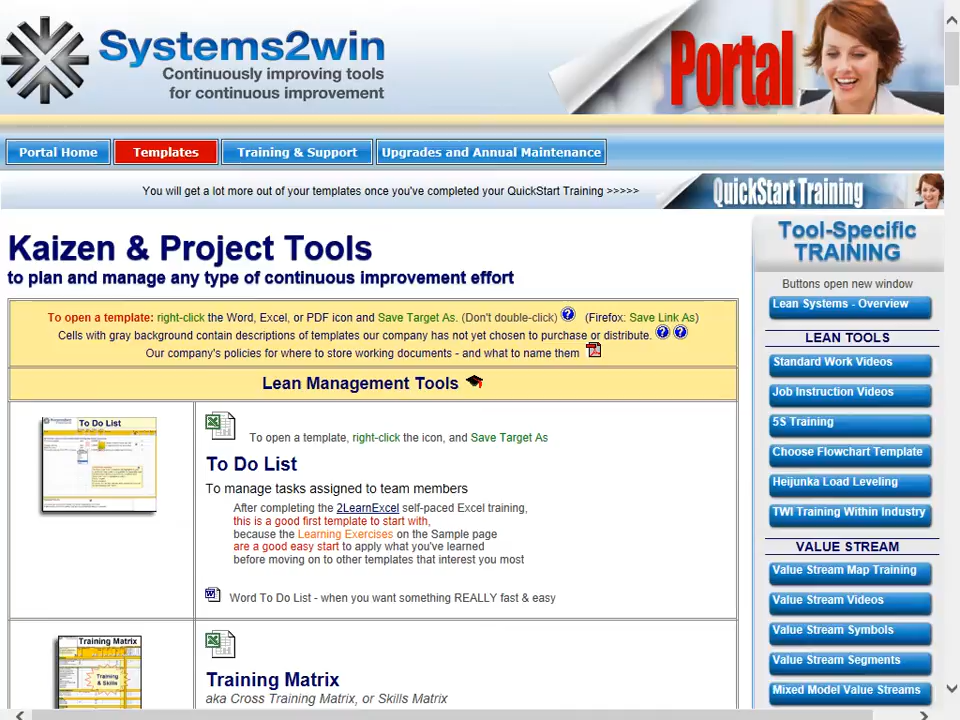 Systems2win
Continuously improving tools
for continuous improvement
Portal
Portal Home
Templates
Training & Support
Upgrades and Annual Maintenance
You will get a lot more out of your templates once you've completed your QuickStart Training >>>>>
QuickStart Training
Kaizen & Project Tools
to plan and manage any type of continuous improvement effort
To open a template: right-click the Word, Excel, or PDF icon and Save Target As. (Don't double-click) ? (Firefox: Save Link As)
Cells with gray background contain descriptions of templates our company has not yet chosen to purchase or distribute. ? ?
Our company's policies for where to store working documents - and what to name them
Lean Management Tools
To Do List
To open a template, right-click the icon, and Save Target As
To Do List
To manage tasks assigned to team members
After completing the 2LearnExcel self-paced Excel training,
this is a good first template to start with,
because the Learning Exercises on the Sample page
are a good easy start to apply what you've learned
before moving on to other templates that interest you most
Word To Do List - when you want something REALLY fast & easy
Training Matrix
Training
& Skills
Training Matrix
aka Cross Training Matrix, or Skills Matrix
Tool-Specific
TRAINING
Buttons open new window
Lean Systems - Overview
LEAN TOOLS
Standard Work Videos
Job Instruction Videos
5S Training
Choose Flowchart Template
Heijunka Load Leveling
TWI Training Within Industry
VALUE STREAM
Value Stream Map Training
Value Stream Videos
Value Stream Symbols
Value Stream Segments
Mixed Model Value Streams